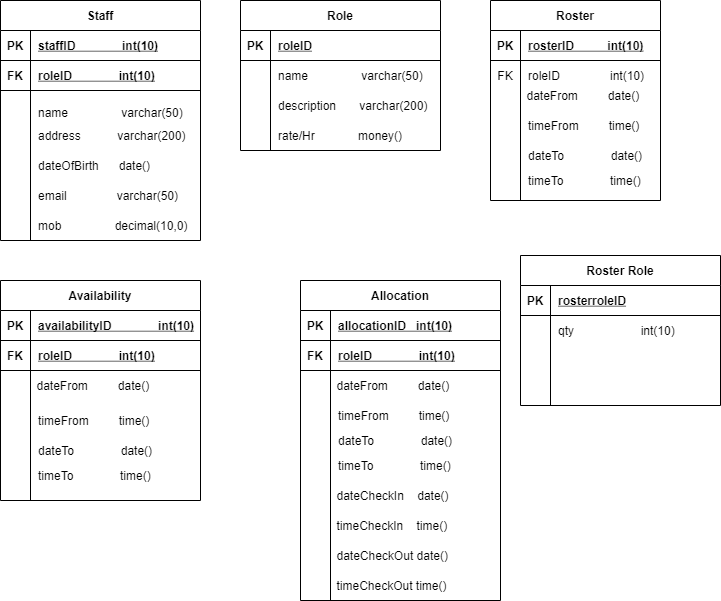 Staff
PK staffID int(10)
FK roleID int(10)
name varchar(50)
address varchar(200)
dateOfBirth date()
email varchar(50)
mob decimal(10,0)
Role
PK roleID
name varchar(50)
description varchar(200)
rate/Hr money()
Roster
PK rosterID int(10)
FK roleID int(10)
dateFrom date()
timeFrom time()
dateTo date()
timeTo time()
Availability
PK availabilityID int(10)
FK roleID int(10)
dateFrom date()
timeFrom time()
dateTo date()
timeTo time()
Allocation
PK allocationID int(10)
FK roleID int(10)
dateFrom date()
timeFrom time()
dateTo date()
timeTo time()
dateCheckIn date()
timeCheckIn time()
dateCheckOut date()
timeCheckOut time()
Roster Role
PK rosterroleID
qty int(10)